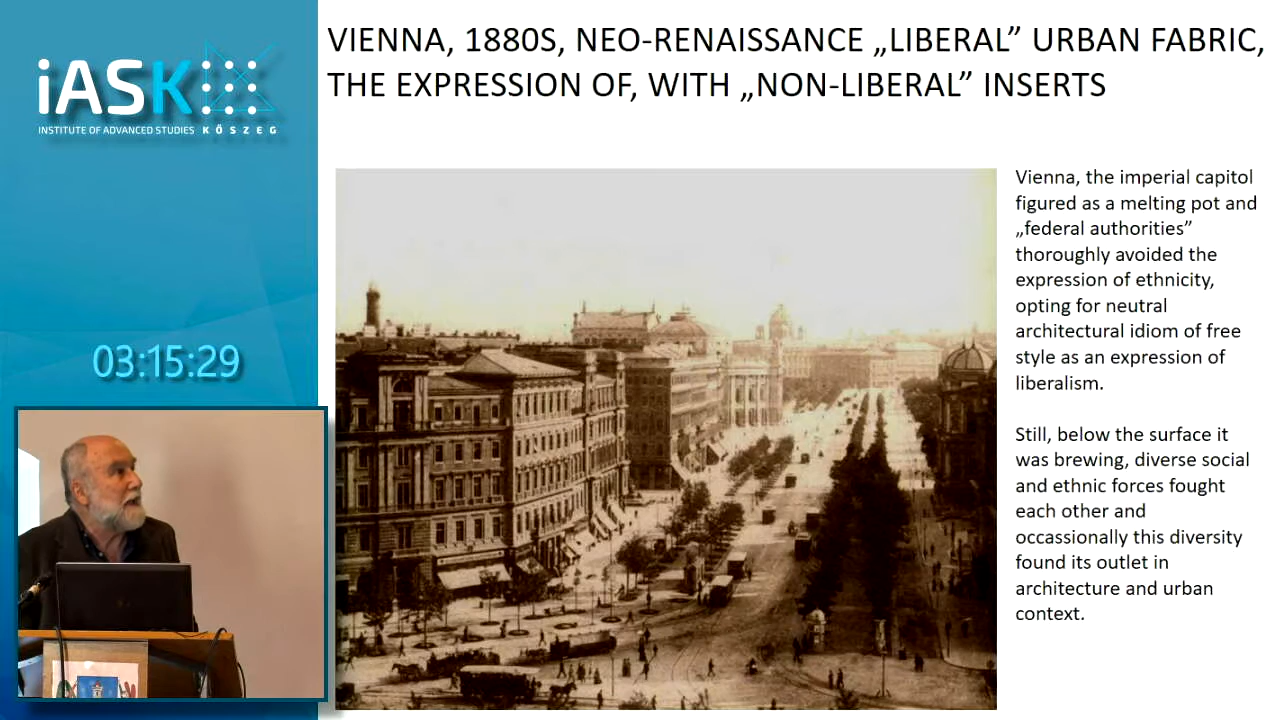 iASK
INSTITUTE OF ADVANCED STUDIES KŐSZEG
03:15:29
VIENNA, 1880S, NEO-RENAISSANCE „LIBERAL” URBAN FABRIC,
THE EXPRESSION OF, WITH „NON-LIBERAL” INSERTS
Vienna, the imperial capitol
figured as a melting pot and
„federal authorities”
thoroughly avoided the
expression of ethnicity,
opting for neutral
architectural idiom of free
style as an expression of
liberalism.
Still, below the surface it
was brewing, diverse social
and ethnic forces fought
each other and
occassionally this diversity
found its outlet in
architecture and urban
context.